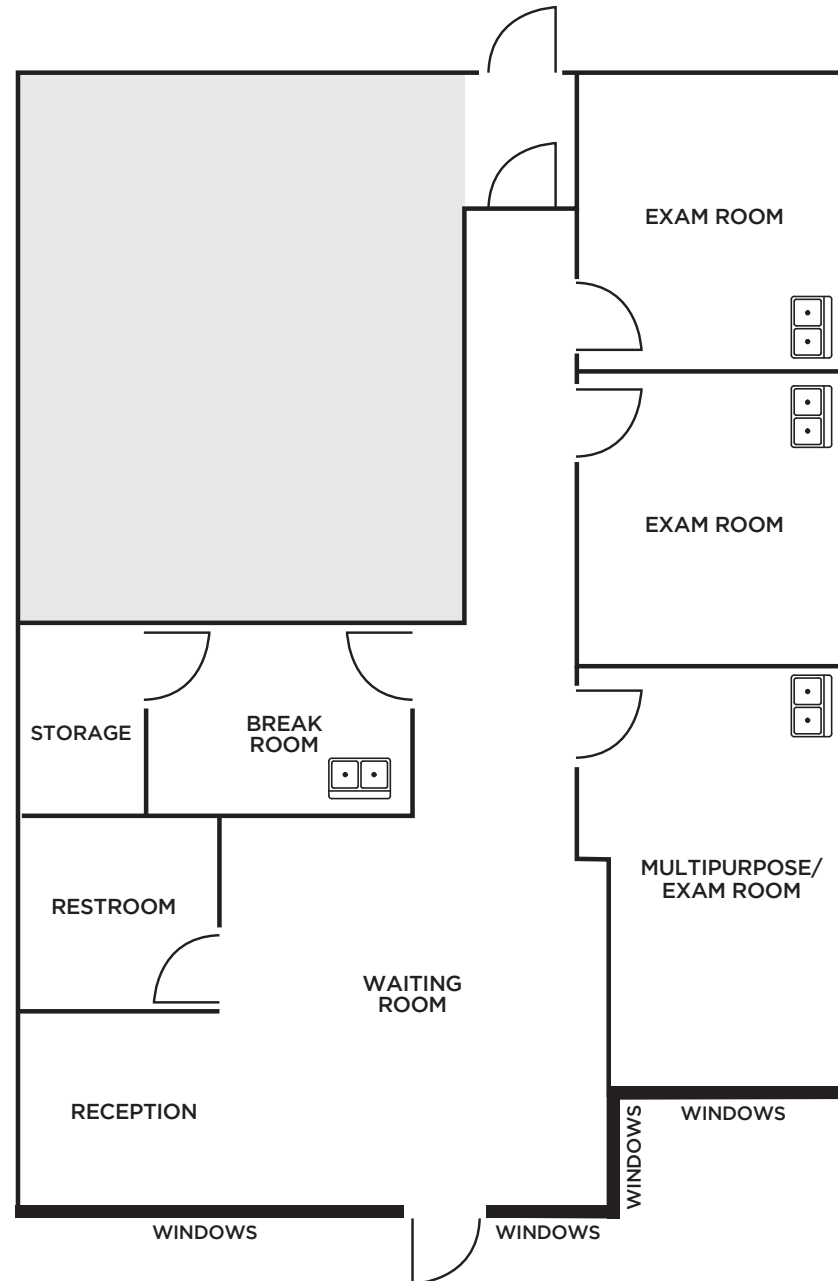 EXAM ROOM
EXAM ROOM
STORAGE
BREAK
ROOM
RESTROOM
MULTIPURPOSE/
EXAM ROOM
WAITING
ROOM
RECEPTION
WINDOWS
WINDOWS
WINDOWS
WINDOWS